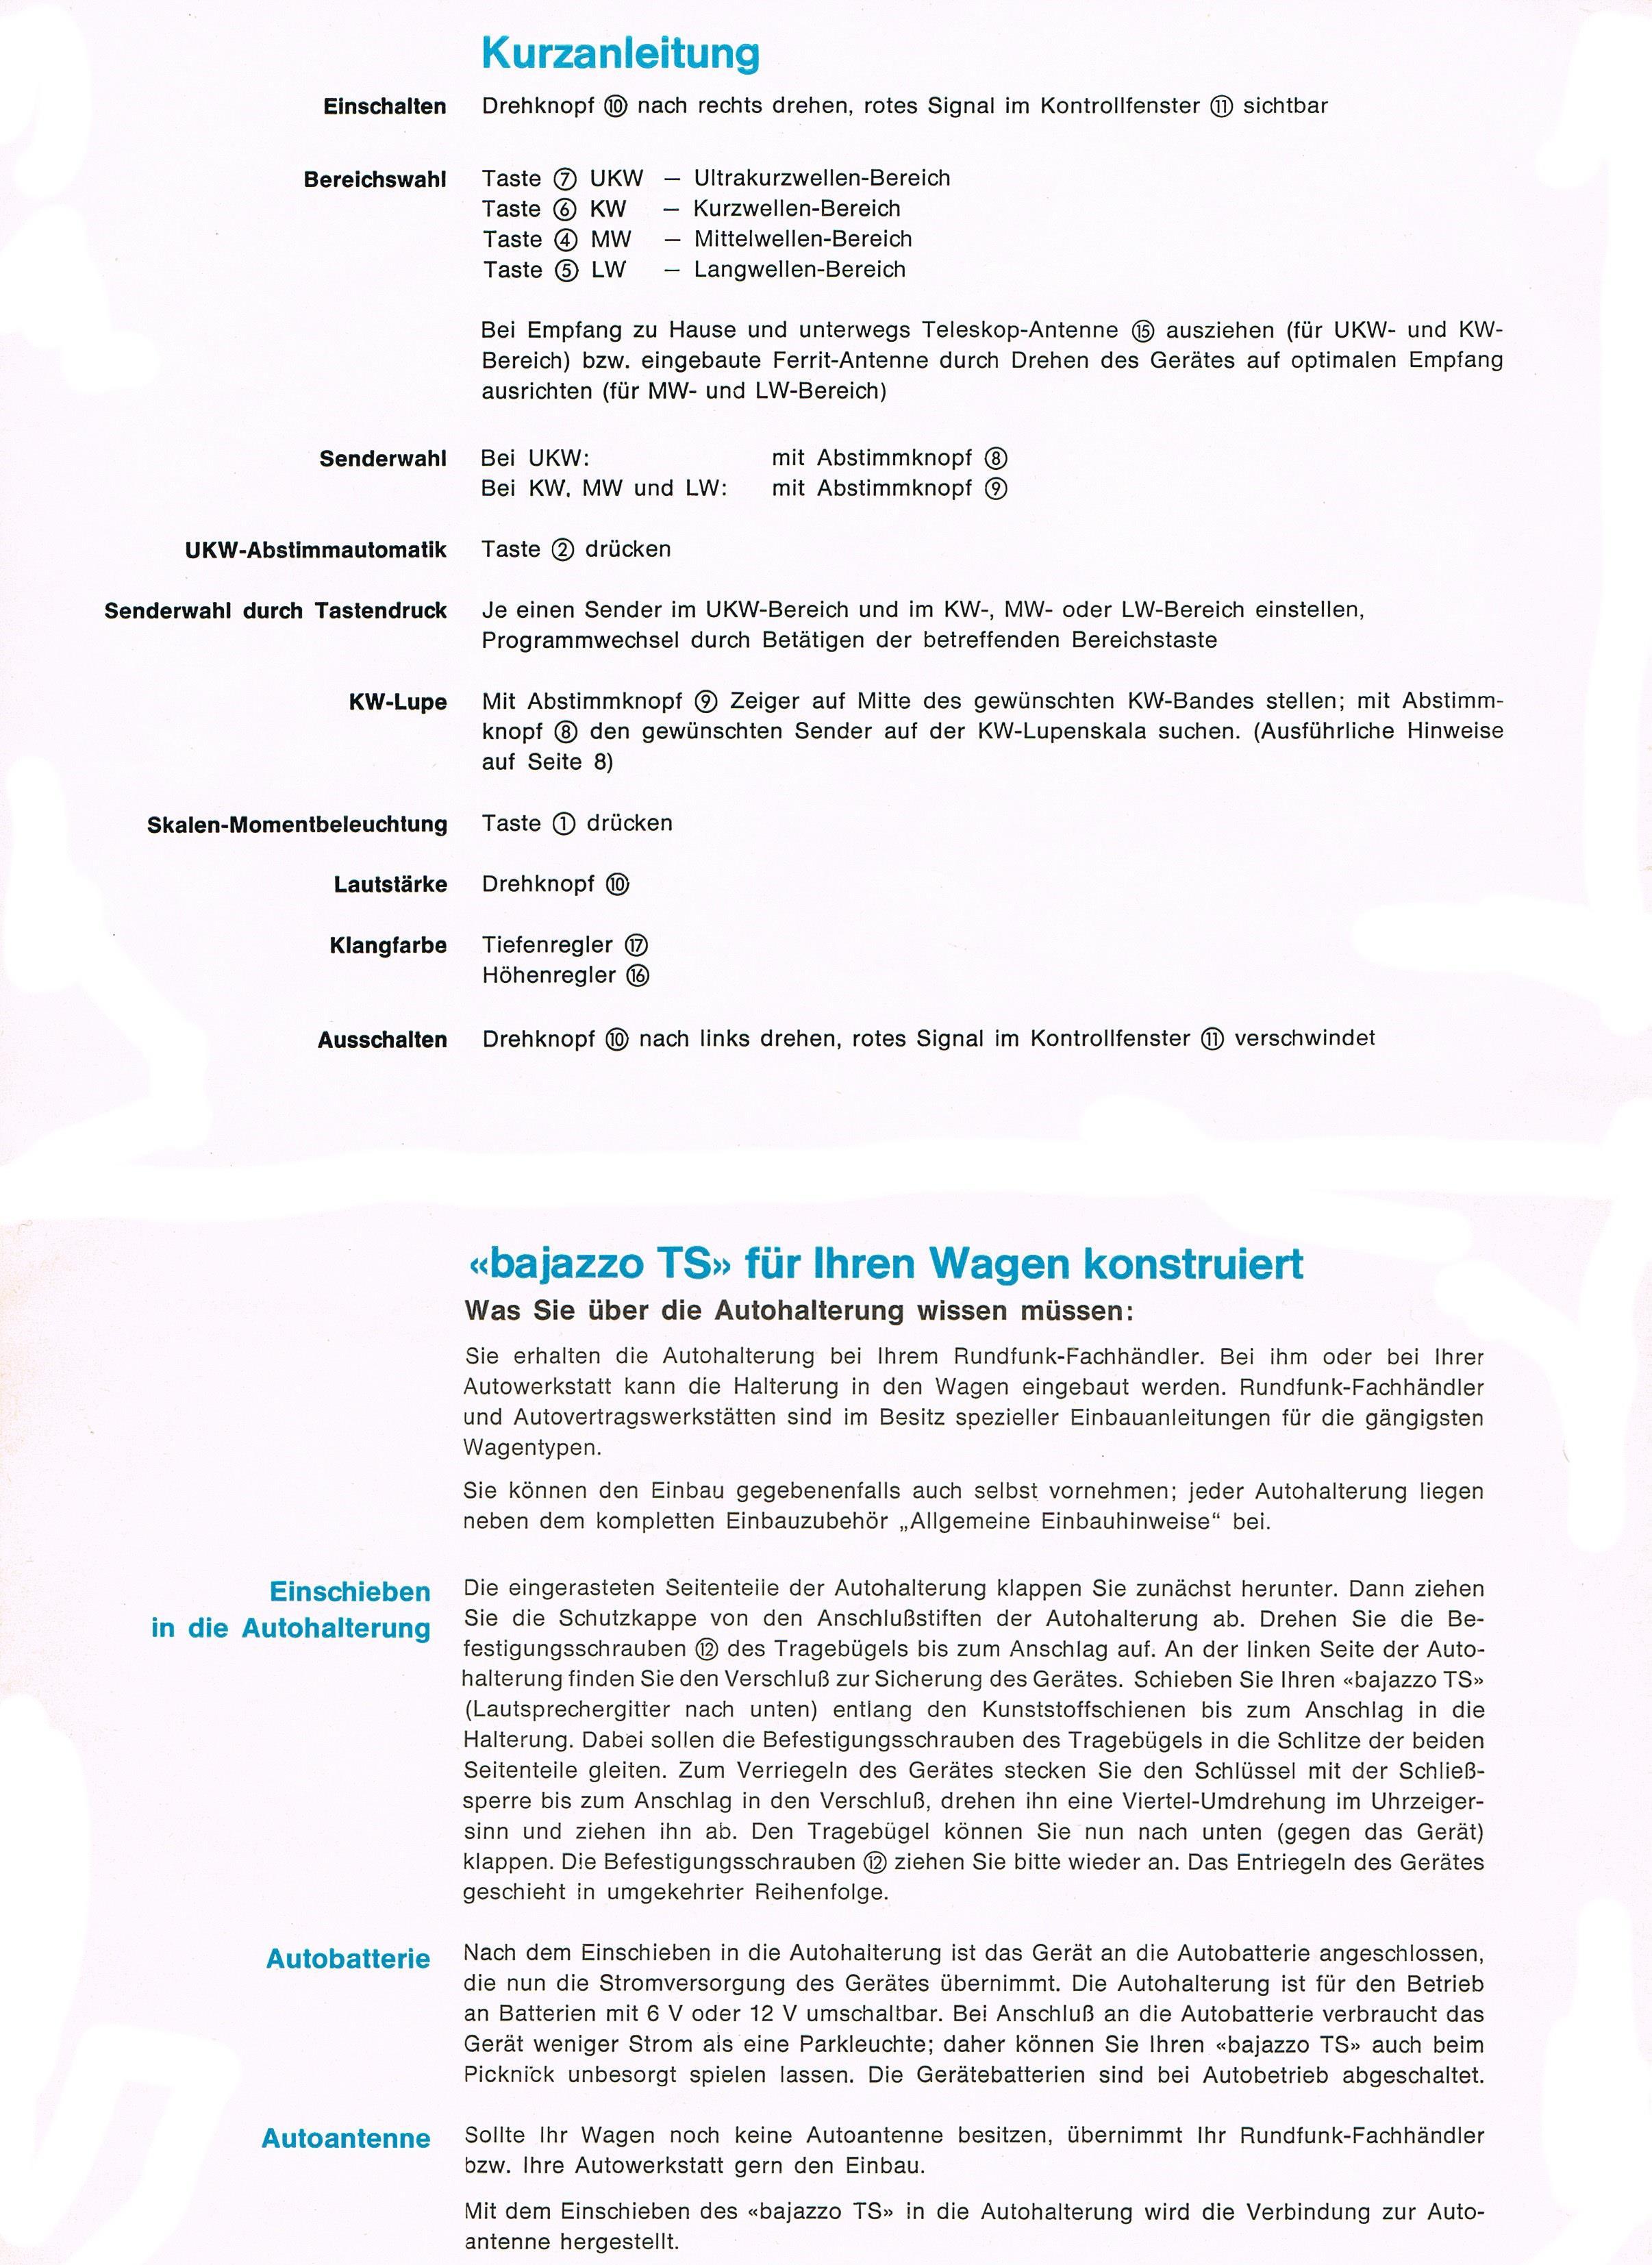 Kurzanleitung
Einschalten Drehknopf ⑩ nach rechts drehen, rotes Signal im Kontrollfenster ⑪ sichtbar
Bereichswahl Taste ⑦ UKW — Ultrakurzwellen-Bereich
Taste ⑥ KW — Kurzwellen-Bereich
Taste ④ MW — Mittelwellen-Bereich
Taste ⑤ LW — Langwellen-Bereich
Bei Empfang zu Hause und unterwegs Teleskop-Antenne ⑮ ausziehen (für UKW- und KW-
Bereich) bzw. eingebaute Ferrit-Antenne durch Drehen des Gerätes auf optimalen Empfang
ausrichten (für MW- und LW-Bereich)
Senderwahl Bei UKW: mit Abstimmknopf ⑧
Bei KW, MW und LW: mit Abstimmknopf ⑨
UKW-Abstimmautomatik Taste ② drücken
Senderwahl durch Tastendruck Je einen Sender im UKW-Bereich und im KW-, MW- oder LW-Bereich einstellen,
Programmwechsel durch Betätigen der betreffenden Bereichstaste
KW-Lupe Mit Abstimmknopf ⑨ Zeiger auf Mitte des gewünschten KW-Bandes stellen; mit Abstimm-
knopf ⑧ den gewünschten Sender auf der KW-Lupenskala suchen. (Ausführliche Hinweise
auf Seite 8)
Skalen-Momentbeleuchtung Taste ① drücken
Lautstärke Drehknopf ⑩
Klangfarbe Tiefenregler ⑰
Höhenregler ⑯
Ausschalten Drehknopf ⑩ nach links drehen, rotes Signal im Kontrollfenster ⑪ verschwindet
«bajazzo TS» für Ihren Wagen konstruiert
Was Sie über die Autohalterung wissen müssen:
Sie erhalten die Autohalterung bei Ihrem Rundfunk-Fachhändler. Bei ihm oder bei Ihrer
Autowerkstatt kann die Halterung in den Wagen eingebaut werden. Rundfunk-Fachhändler
und Autovertragswerkstätten sind im Besitz spezieller Einbauanleitungen für die gängigsten
Wagentypen.
Sie können den Einbau gegebenenfalls auch selbst vornehmen; jeder Autohalterung liegen
neben dem kompletten Einbauzubehör „Allgemeine Einbauhinweise“ bei.
Einschieben
in die Autohalterung
Die eingerasteten Seitenteile der Autohalterung klappen Sie zunächst herunter. Dann ziehen
Sie die Schutzkappe von den Anschlußstiften der Autohalterung ab. Drehen Sie die Be-
festigungsschrauben ⑫ des Tragebügels bis zum Anschlag auf. An der linken Seite der Auto-
halterung finden Sie den Verschluß zur Sicherung des Gerätes. Schieben Sie Ihren «bajazzo TS»
(Lautsprechergitter nach unten) entlang den Kunststoffschienen bis zum Anschlag in die
Halterung. Dabei sollen die Befestigungsschrauben des Tragebügels in die Schlitze der beiden
Seitenteile gleiten. Zum Verriegeln des Gerätes stecken Sie den Schlüssel mit der Schließ-
sperre bis zum Anschlag in den Verschluß, drehen ihn eine Viertel-Umdrehung im Uhrzeiger-
sinn und ziehen ihn ab. Den Tragebügel können Sie nun nach unten (gegen das Gerät)
klappen. Die Befestigungsschrauben ⑫ ziehen Sie bitte wieder an. Das Entriegeln des Gerätes
geschieht in umgekehrter Reihenfolge.
Autobatterie Nach dem Einschieben in die Autohalterung ist das Gerät an die Autobatterie angeschlossen,
die nun die Stromversorgung des Gerätes übernimmt. Die Autohalterung ist für den Betrieb
an Batterien mit 6 V oder 12 V umschaltbar. Bei Anschluß an die Autobatterie verbraucht das
Gerät weniger Strom als eine Parkleuchte; daher können Sie Ihren «bajazzo TS» auch beim
Picknick unbesorgt spielen lassen. Die Gerätebatterien sind bei Autobetrieb abgeschaltet.
Autoantenne Sollte Ihr Wagen noch keine Autoantenne besitzen, übernimmt Ihr Rundfunk-Fachhändler
bzw. Ihre Autowerkstatt gern den Einbau.
Mit dem Einschieben des «bajazzo TS» in die Autohalterung wird die Verbindung zur Auto-
antenne hergestellt.